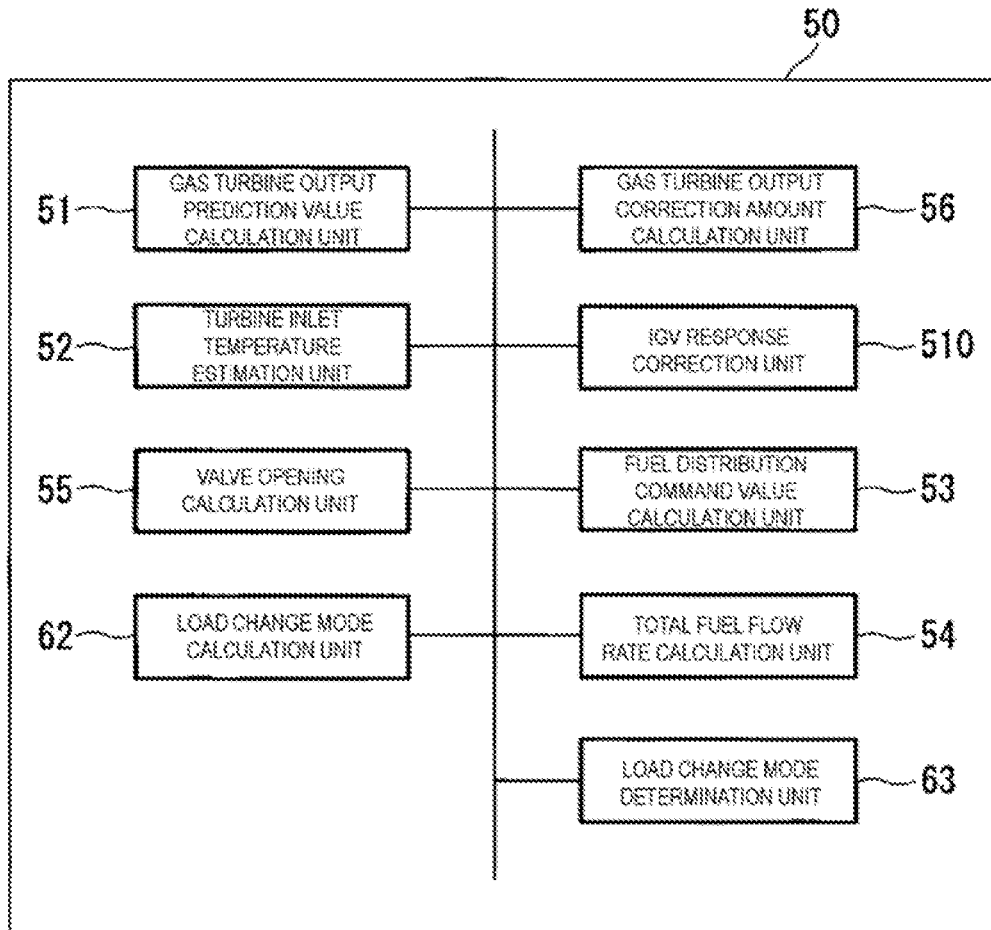 50
51
GAS TURBINE OUTPUT
PREDICTION VALUE
CALCULATION UNIT
GAS TURBINE OUTPUT
CORRECTION AMOUNT
CALCULATION UNIT
56
52
TURBINE INLET
TEMPERATURE
ESTIMATION UNIT
IGV RESPONSE
CORRECTION UNIT
510
55
VALVE OPENING
CALCULATION UNIT
FUEL DISTRIBUTION
COMMAND VALUE
CALCULATION UNIT
53
62
LOAD CHANGE MODE
CALCULATION UNIT
TOTAL FUEL FLOW
RATE CALCULATION UNIT
54
LOAD CHANGE MODE
DETERMINATION UNIT
63